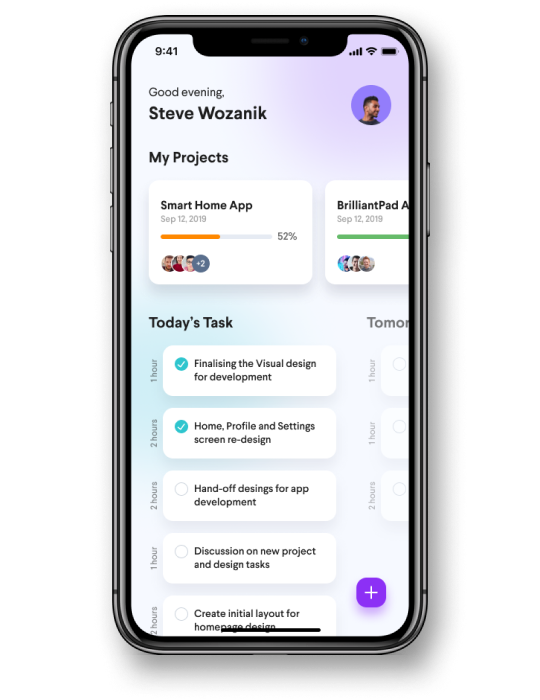 9:41
Good evening,
Steve Wozanik
My Projects
Smart Home App
Sep 12, 2019
52%
+2
BrilliantPad A
Sep 12, 2019
Today's Task
1 hour
Finalising the Visual design
for development
2 hours
Home, Profile and Settings
screen re-design
2 hours
Hand-off desings for app
development
1 hour
Discussion on new project
and design tasks
2 hours
Create initial layout for
homepage design
Tomor
1 hour
1 hour
2 hours